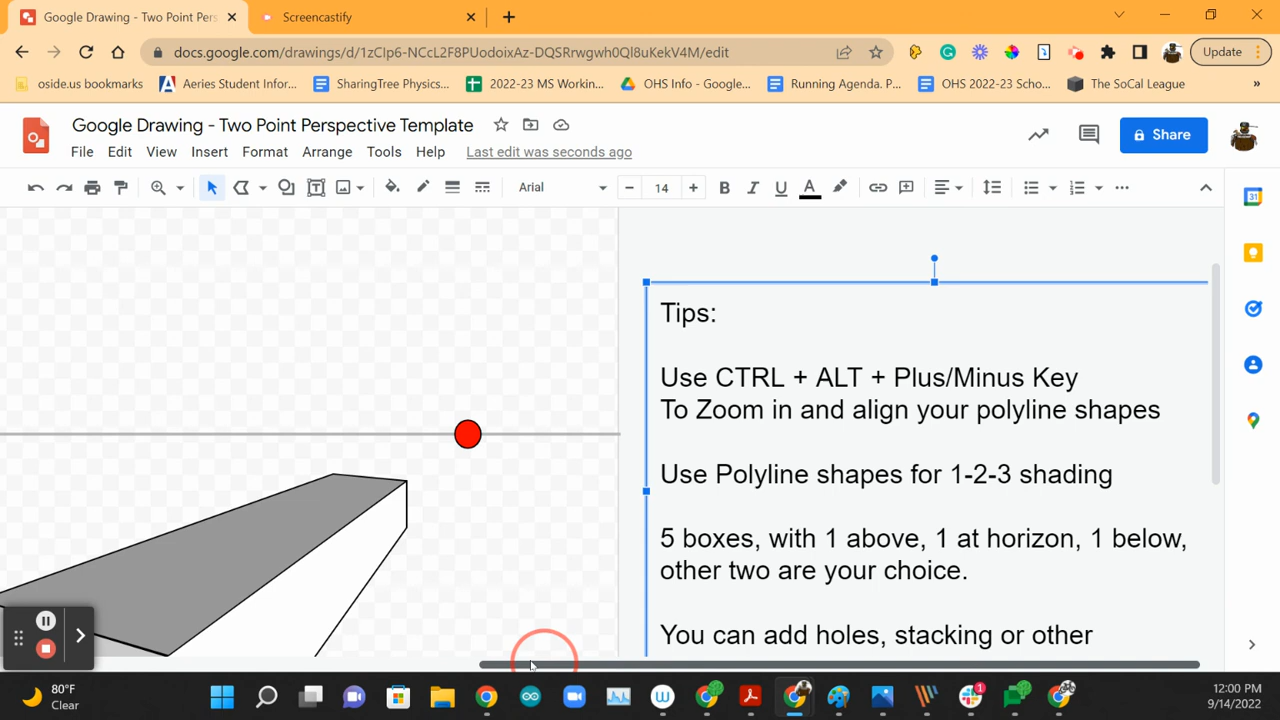 Google Drawing - Two Point Pers
Screencastify
docs.google.com/drawings/d/1zClp6-NCcL2F8PUodoixAz-DQSRrwgwh0Ql8uKekV4M/edit
Update
oside.us bookmarks
Aeries Student Infor...
SharingTree Physics...
2022-23 MS Workin...
OHS Info - Google...
Running Agenda. P...
OHS 2022-23 Scho...
The SoCal League
»
Google Drawing - Two Point Perspective Template
Share
File Edit View Insert Format Arrange Tools Help Last edit was seconds ago
Arial
14
B I U A
31
Tips:
Use CTRL + ALT + Plus/Minus Key
To Zoom in and align your polyline shapes
Use Polyline shapes for 1-2-3 shading
5 boxes, with 1 above, 1 at horizon, 1 below,
other two are your choice.
You can add holes, stacking or other
80°F
Clear
12:00 PM
9/14/2022